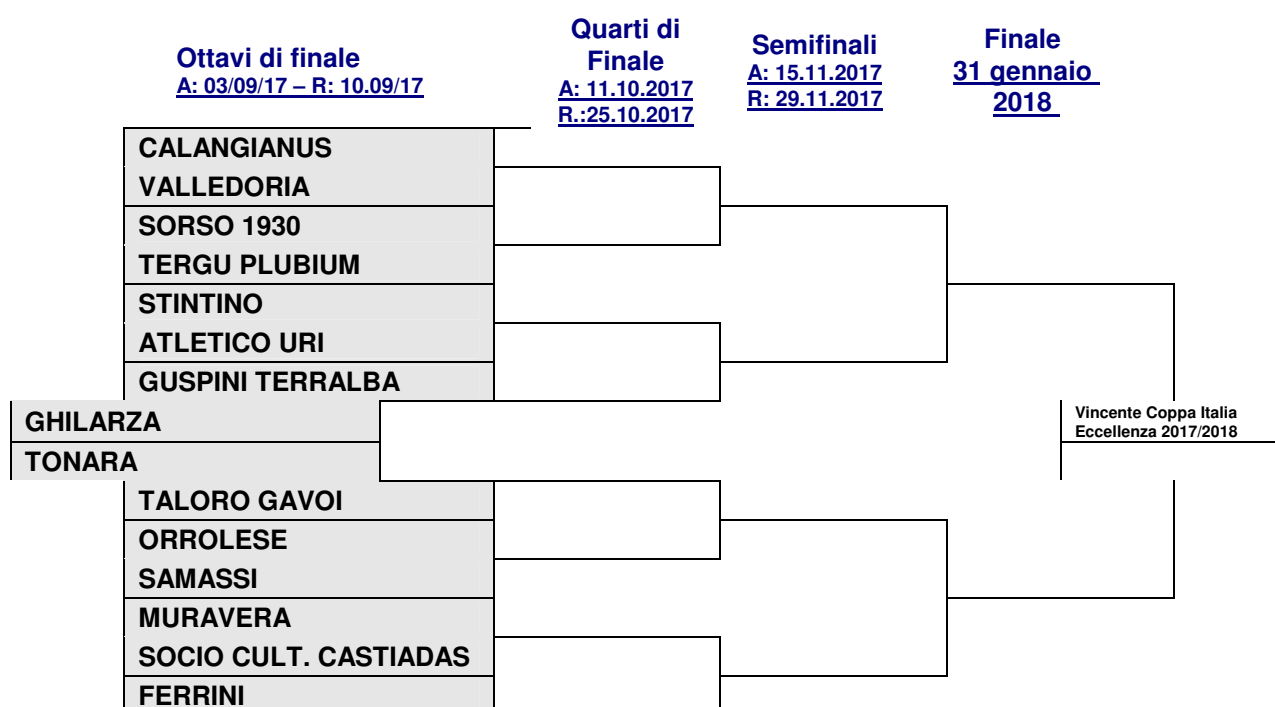 Ottavi di finale
A: 03/09/17 – R: 10.09/17
Quarti di
Finale
A: 11.10.2017
R.:25.10.2017
Semifinali
A: 15.11.2017
R: 29.11.2017
Finale
31 gennaio
2018
CALANGIANUS
VALLEDORIA
SORSO 1930
TERGU PLUBIUM
STINTINO
ATLETICO URI
GUSPINI TERRALBA
GHILARZA
TONARA
TALORO GAVOI
ORROLESE
SAMASSI
MURAVERA
SOCIO CULT. CASTIADAS
FERRINI
Vincente Coppa Italia
Eccellenza 2017/2018